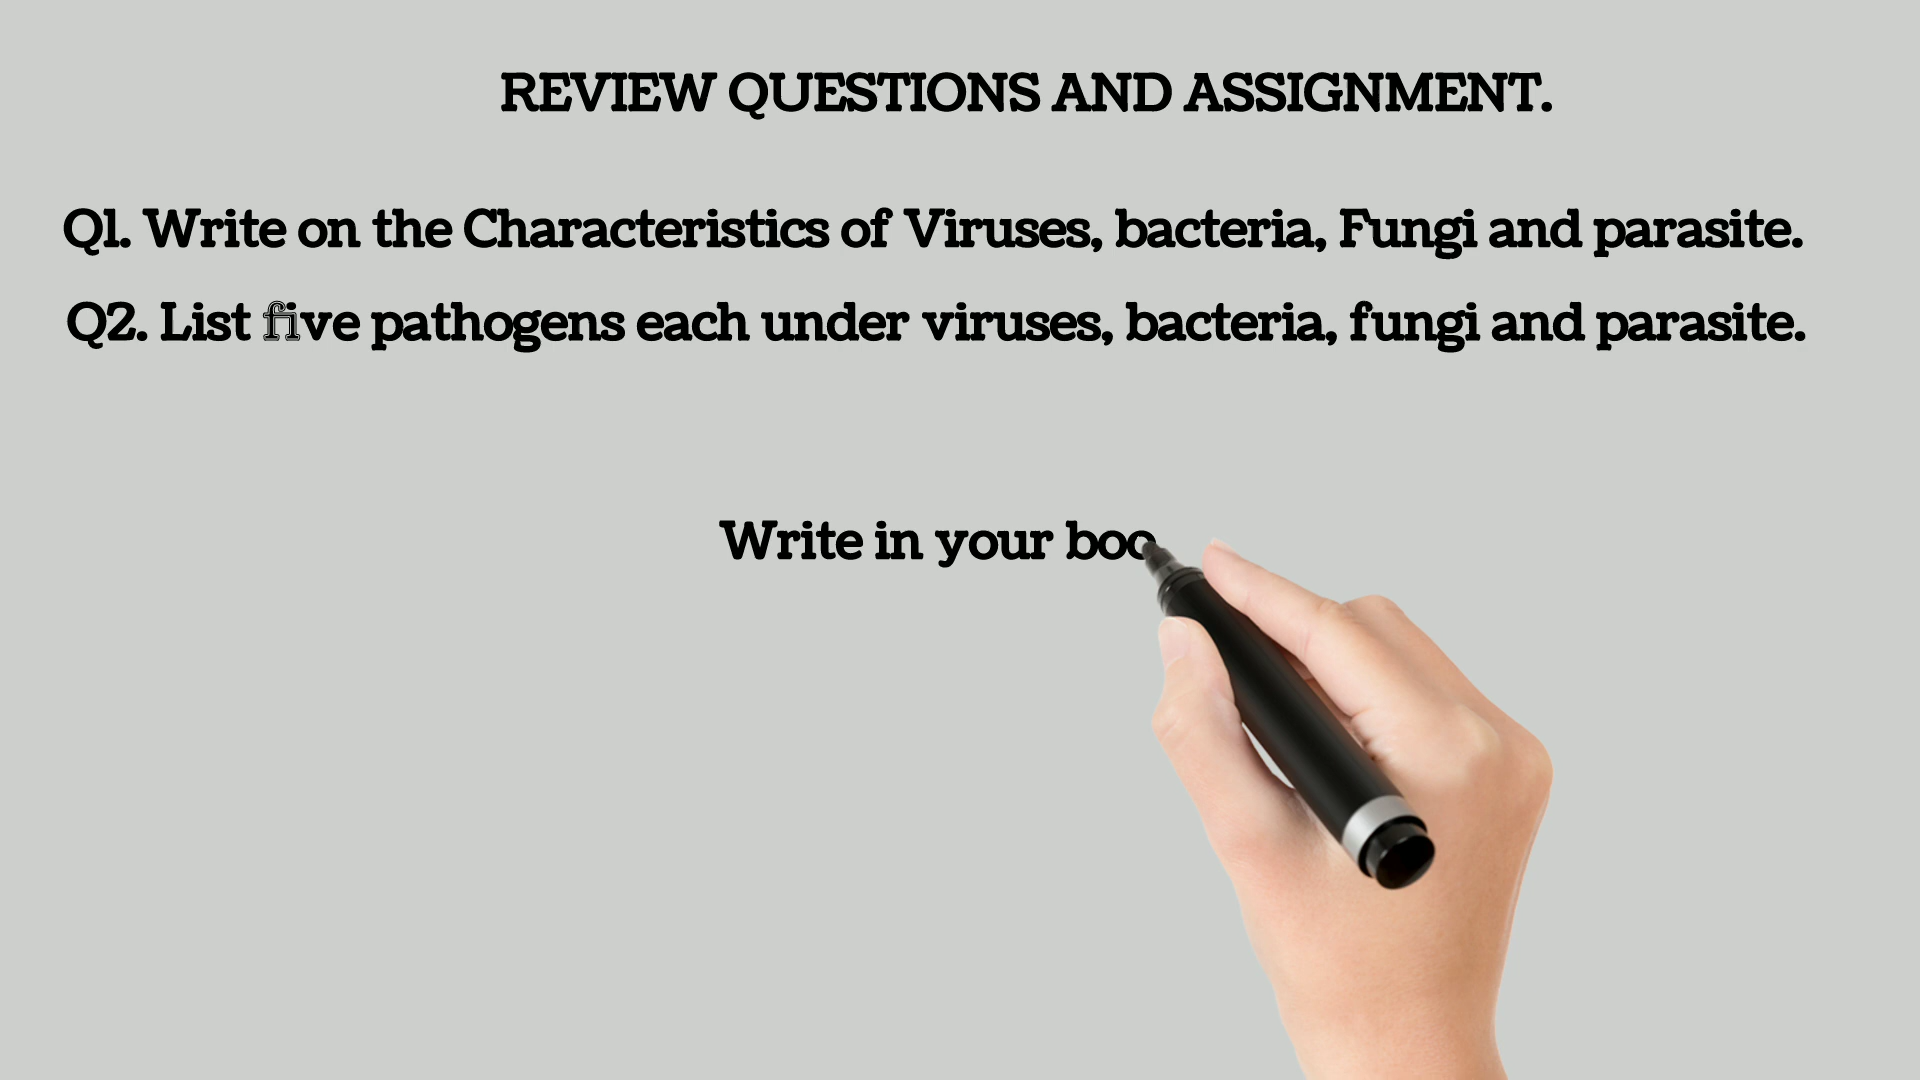 REVIEW QUESTIONS AND ASSIGNMENT.
Q1. Write on the Characteristics of Viruses, bacteria, Fungi and parasite.
Q2. List five pathogens each under viruses, bacteria, fungi and parasite.
Write in your boo